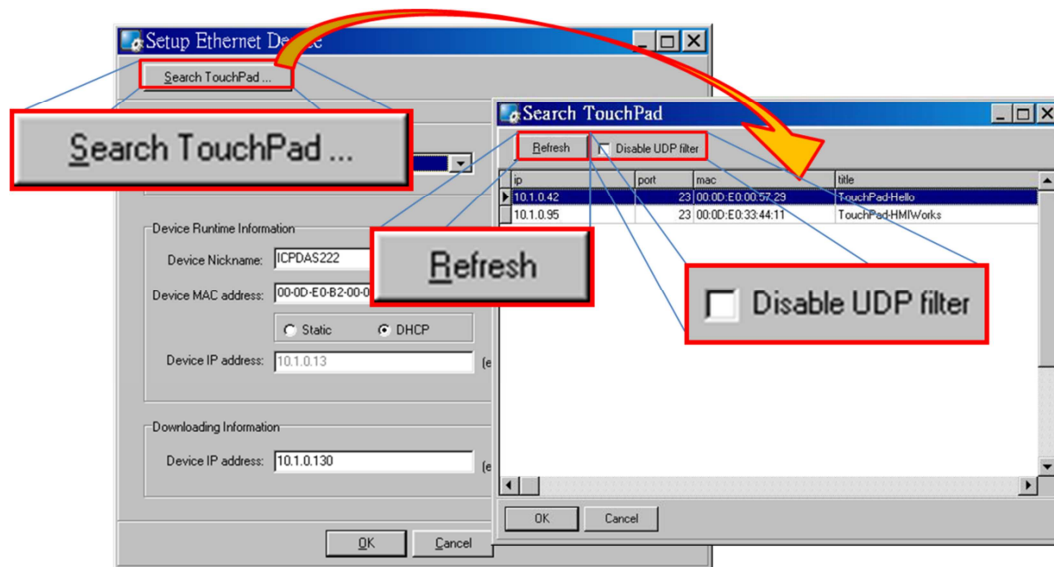 Setup Ethernet Device
Search TouchPad ...
Search TouchPad ...
Device Runtime Information
Device Nickname: ICPDAS222
Device MAC address: 00-0D-E0-B2-00-0
Static DHCP
Device IP address: 10.1.0.13 (e
Downloading Information
Device IP address: 10.1.0.130 (e
OK Cancel
Search TouchPad
Refresh Disable UDP filter
ip port mac title
10.1.0.42 23 00:0D:E0:00:57:29 TouchPad-Hello
10.1.0.95 23 00:0D:E0:33:44:11 TouchPad-HMIWorks
Refresh
Disable UDP filter
OK Cancel